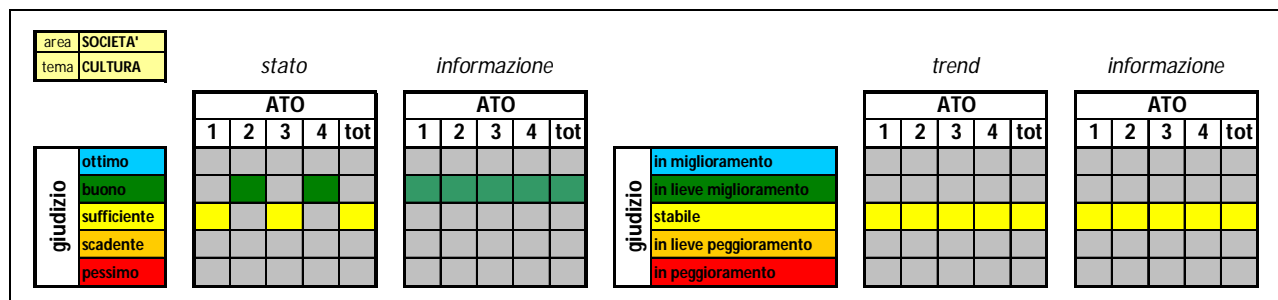 area SOCIETA'
tema CULTURA
stato informazione trend informazione
ATO ATO ATO ATO
1 2 3 4 tot 1 2 3 4 tot 1 2 3 4 tot 1 2 3 4 tot
giudizio
ottimo
buono
sufficiente
scadente
pessimo
giudizio
in miglioramento
in lieve miglioramento
stabile
in lieve peggioramento
in peggioramento